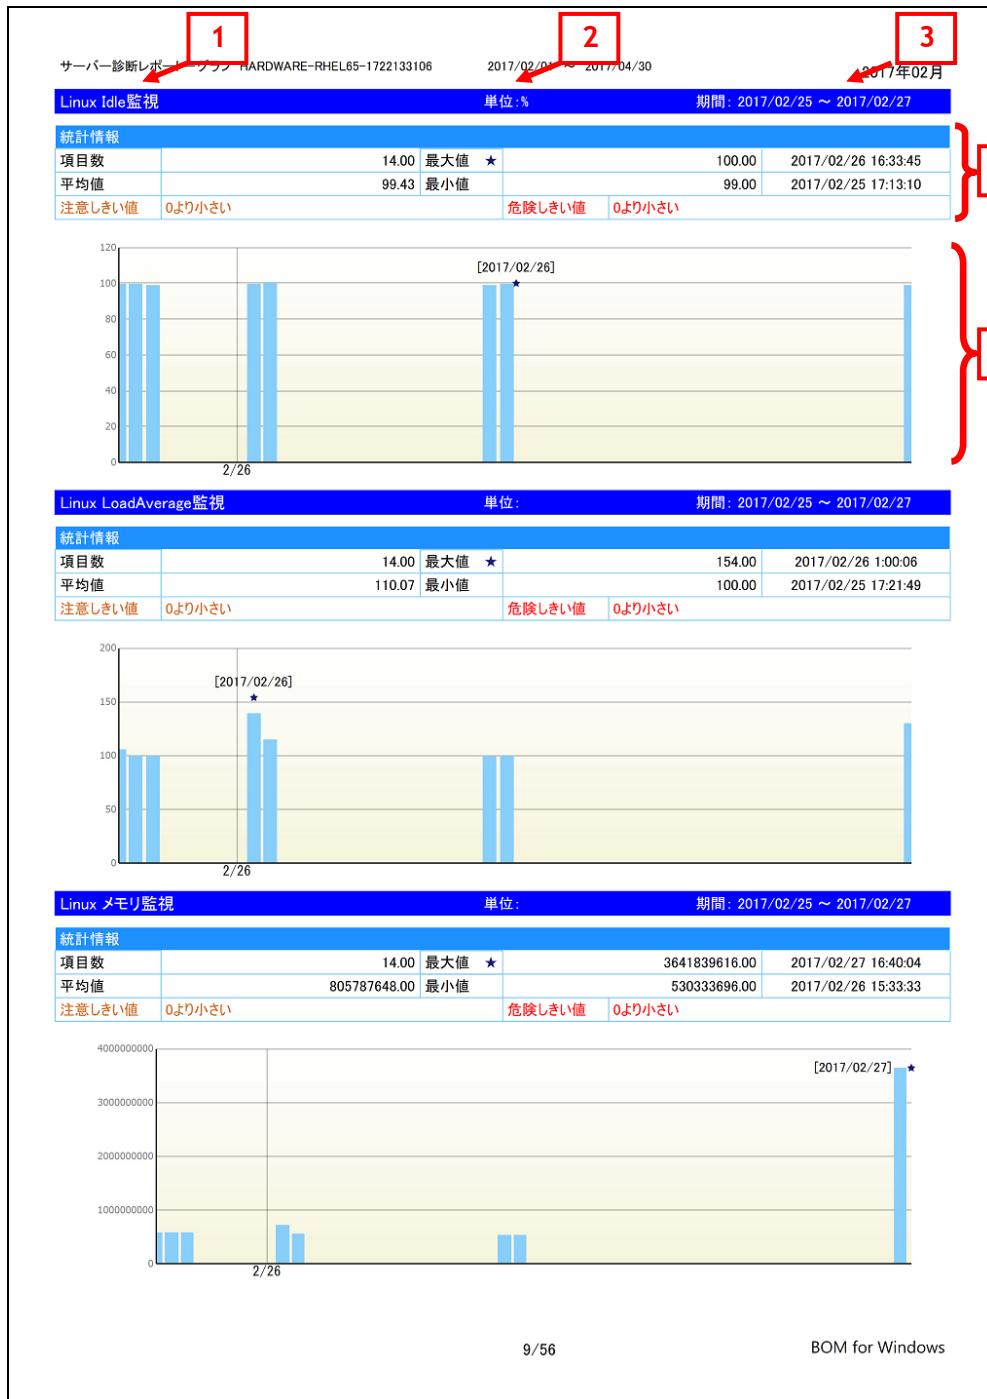 1
2
3
サーバー診断レポート グラフ HARDWARE-RHEL65-1722133106 2017/02/01 ～ 2017/04/30
2017年02月
Linux Idle監視 単位:% 期間: 2017/02/25 ～ 2017/02/27
統計情報
項目数 14.00 最大値 ★ 100.00 2017/02/26 16:33:45
平均値 99.43 最小値 99.00 2017/02/25 17:13:10
注意しきい値 0より小さい 危険しきい値 0より小さい
120
[2017/02/26]
100
80
60
40
20
0
2/26
Linux LoadAverage監視 単位: 期間: 2017/02/25 ～ 2017/02/27
統計情報
項目数 14.00 最大値 ★ 154.00 2017/02/26 1:00:06
平均値 110.07 最小値 100.00 2017/02/25 17:21:49
注意しきい値 0より小さい 危険しきい値 0より小さい
200
[2017/02/26]
150
100
50
0
2/26
Linux メモリ監視 単位: 期間: 2017/02/25 ～ 2017/02/27
統計情報
項目数 14.00 最大値 ★ 3641839616.00 2017/02/27 16:40:04
平均値 805787648.00 最小値 530333696.00 2017/02/26 15:33:33
注意しきい値 0より小さい 危険しきい値 0より小さい
4000000000
[2017/02/27]
3000000000
2000000000
1000000000
0
2/26
9/56
BOM for Windows